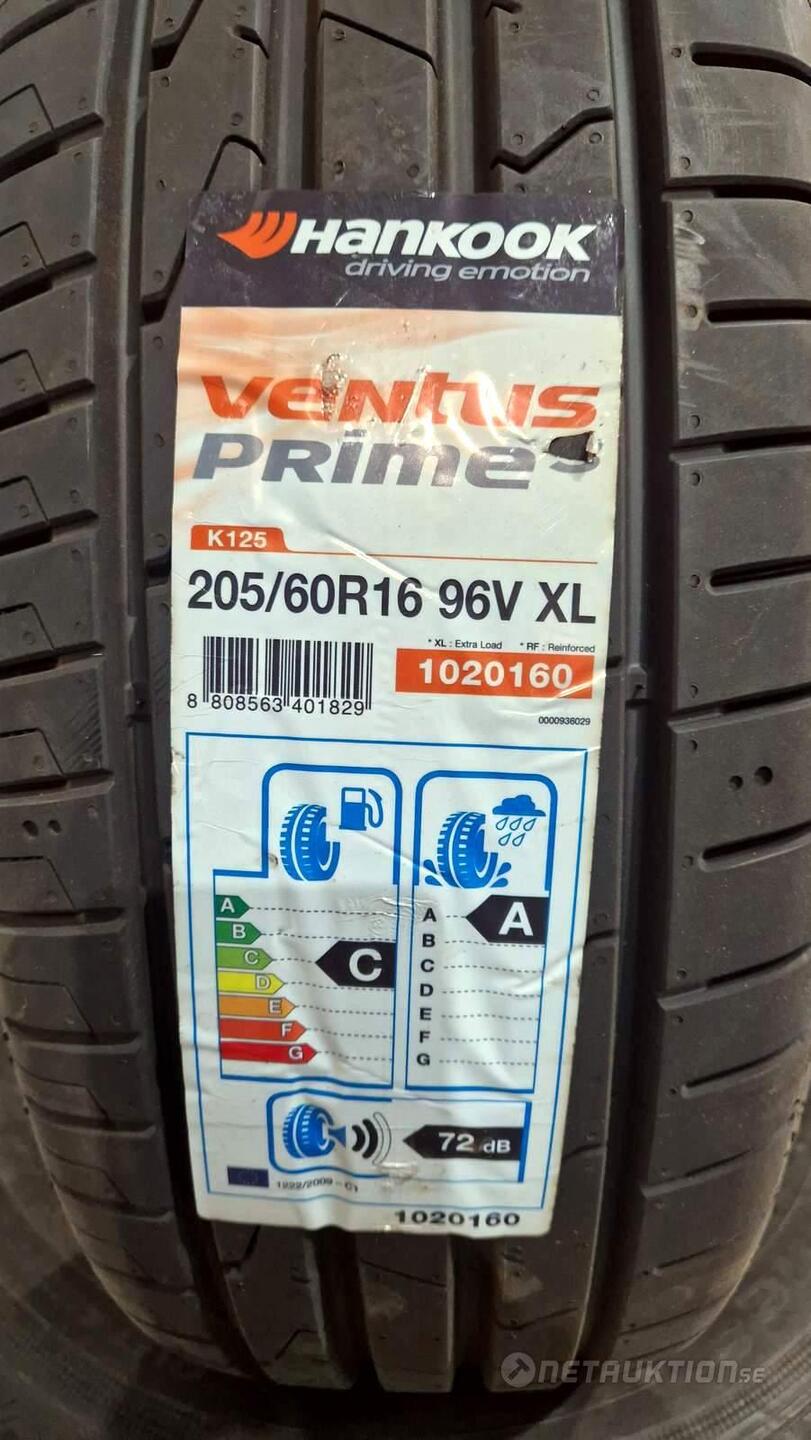 Hankook
driving emotion
Ventus
Prime³
K125
205/60R16 96V XL
* XL : Extra Load * RF : Reinforced
1020160
8 808563 401829
0000936029
A
B
C
D
E
F
G
C
A
B
C
D
E
F
G
A
72 dB
1222/2009 - C1
1020160
NETAUKTION.SE